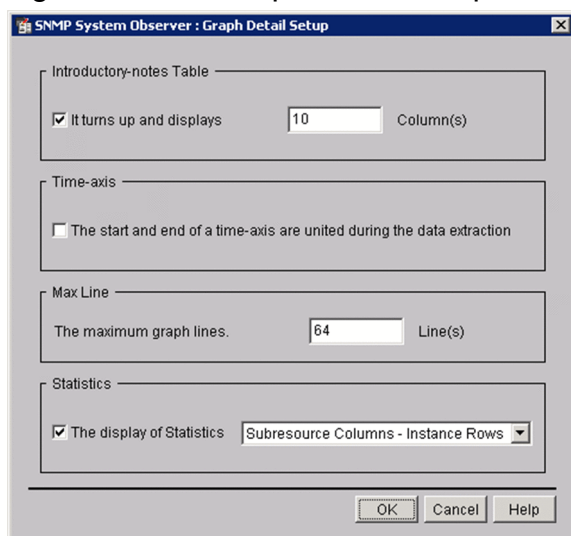 SNMP System Observer : Graph Detail Setup
Introductory-notes Table
It turns up and displays 10 Column(s)
Time-axis
The start and end of a time-axis are united during the data extraction
Max Line
The maximum graph lines. 64 Line(s)
Statistics
The display of Statistics Subresource Columns - Instance Rows
OK Cancel Help